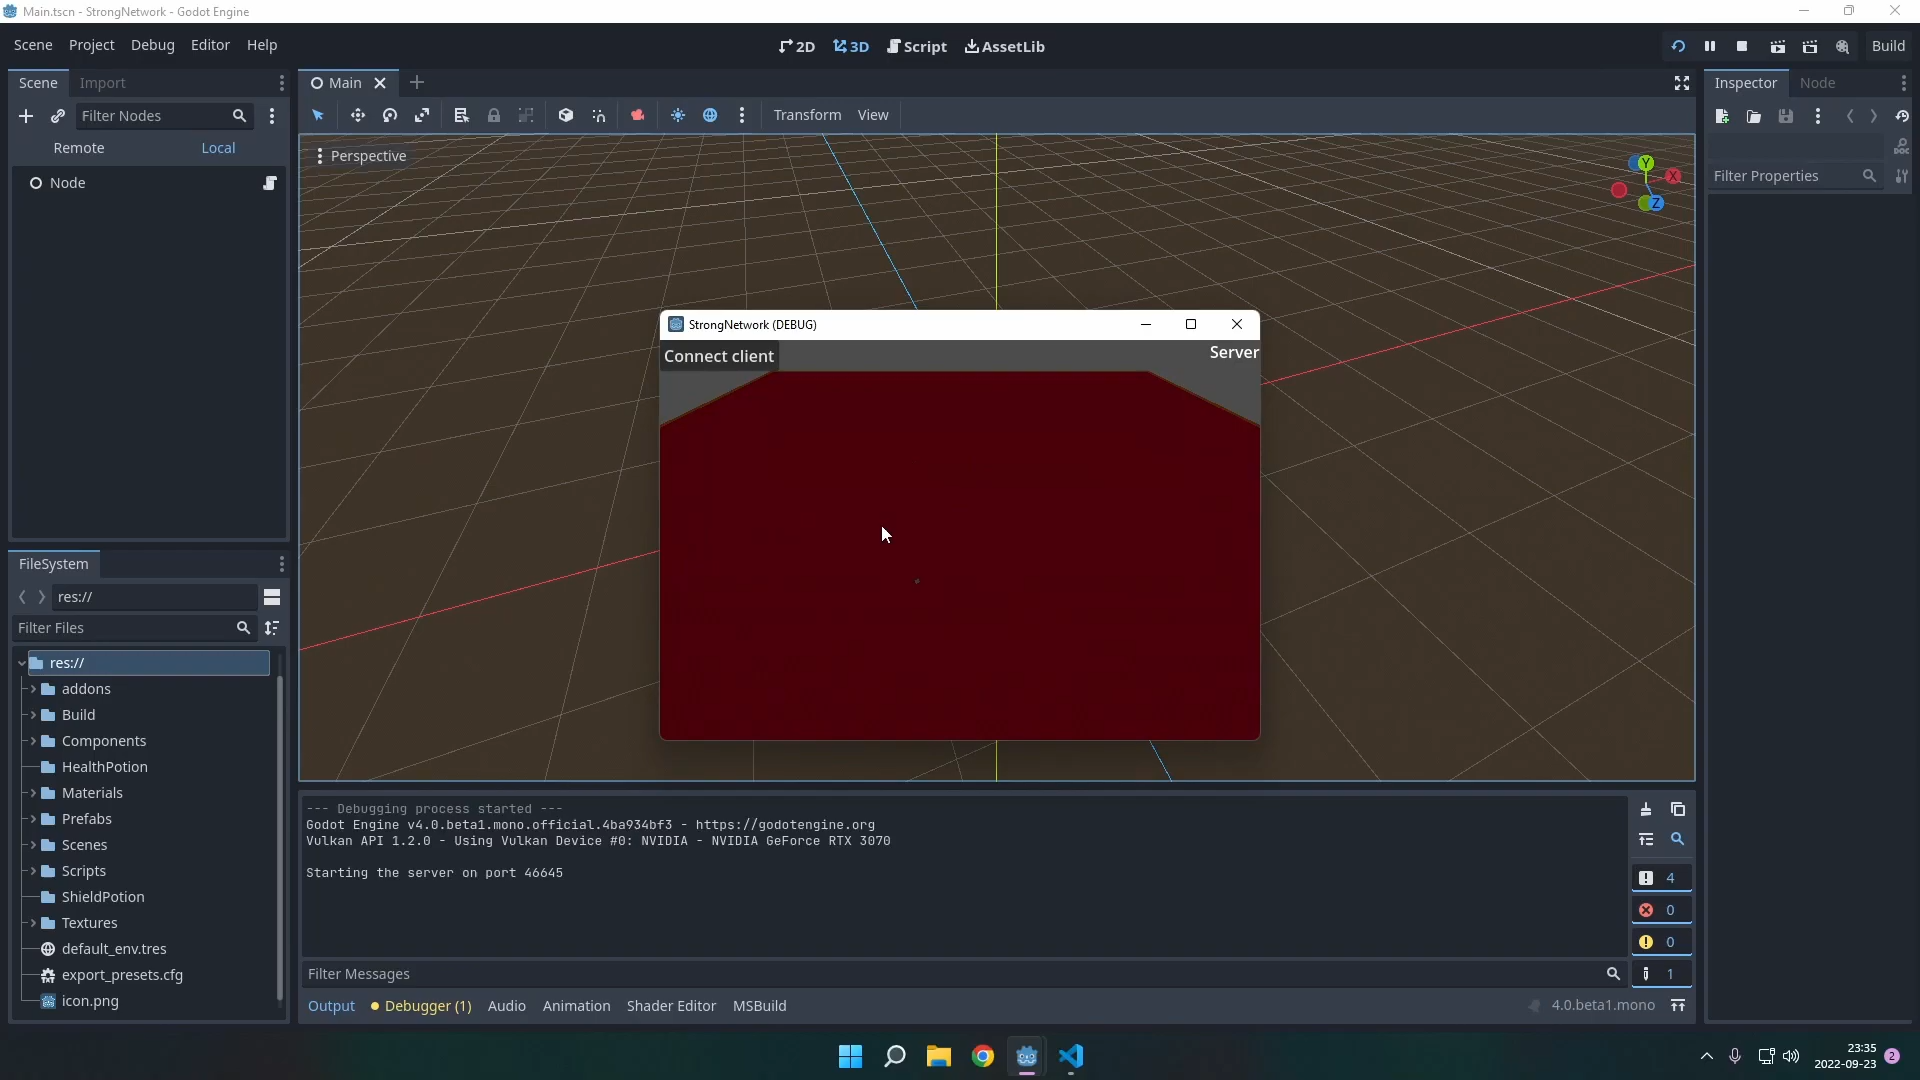 Main.tscn - StrongNetwork - Godot Engine
Scene Project Debug Editor Help
2D 3D Script AssetLib
Build
Scene Import
Main
Inspector Node
Filter Nodes
Transform View
Remote Local
Perspective
Filter Properties
Y
X
Z
Node
StrongNetwork (DEBUG)
Connect client
Server
FileSystem
res://
Filter Files
res://
addons
Build
Components
HealthPotion
Materials
Prefabs
Scenes
Scripts
ShieldPotion
Textures
default_env.tres
export_presets.cfg
icon.png
--- Debugging process started ---
Godot Engine v4.0.beta1.mono.official.4ba934bf3 - https://godotengine.org
Vulkan API 1.2.0 - Using Vulkan Device #0: NVIDIA - NVIDIA GeForce RTX 3070
Starting the server on port 46645
4
0
0
1
Filter Messages
Output Debugger (1) Audio Animation Shader Editor MSBuild
4.0.beta1.mono
23:35
2022-09-23
2